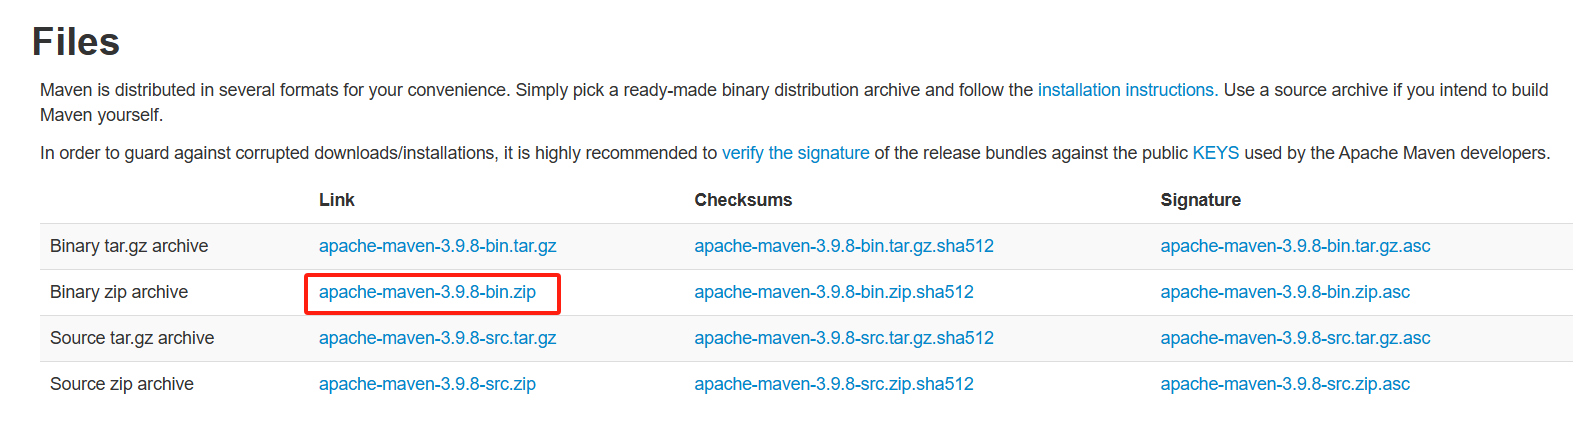 Files
Maven is distributed in several formats for your convenience. Simply pick a ready-made binary distribution archive and follow the installation instructions. Use a source archive if you intend to build
Maven yourself.
In order to guard against corrupted downloads/installations, it is highly recommended to verify the signature of the release bundles against the public KEYS used by the Apache Maven developers.
Link Checksums Signature
Binary tar.gz archive apache-maven-3.9.8-bin.tar.gz apache-maven-3.9.8-bin.tar.gz.sha512 apache-maven-3.9.8-bin.tar.gz.asc
Binary zip archive apache-maven-3.9.8-bin.zip apache-maven-3.9.8-bin.zip.sha512 apache-maven-3.9.8-bin.zip.asc
Source tar.gz archive apache-maven-3.9.8-src.tar.gz apache-maven-3.9.8-src.tar.gz.sha512 apache-maven-3.9.8-src.tar.gz.asc
Source zip archive apache-maven-3.9.8-src.zip apache-maven-3.9.8-src.zip.sha512 apache-maven-3.9.8-src.zip.asc